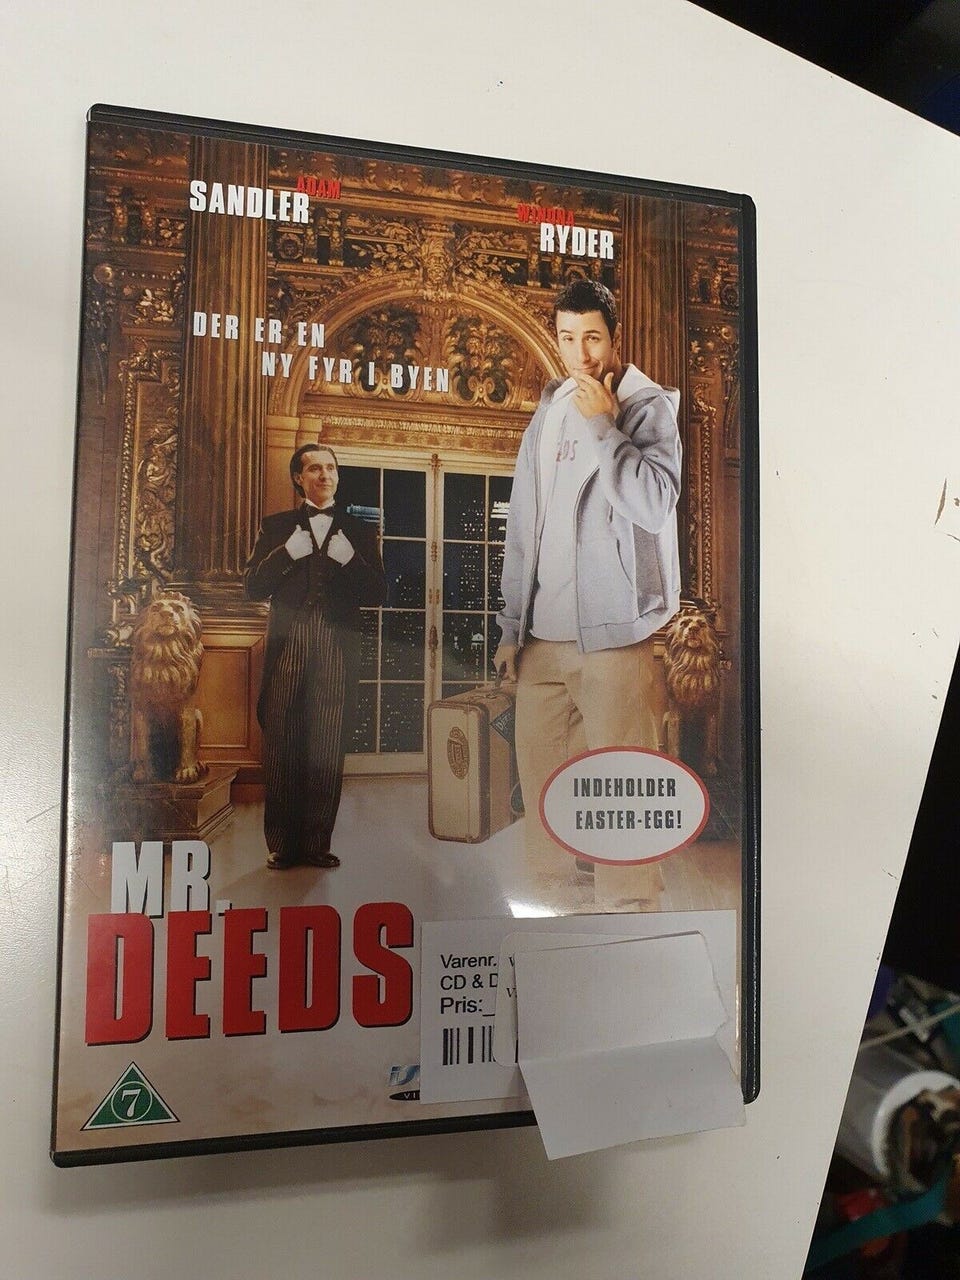 ADAM
SANDLER
WINONA
RYDER
DER ER EN
NY FYR I BYEN
INDEHOLDER
EASTER-EGG!
MR.
DEEDS
Varenr.
CD & D
Pris:_
7